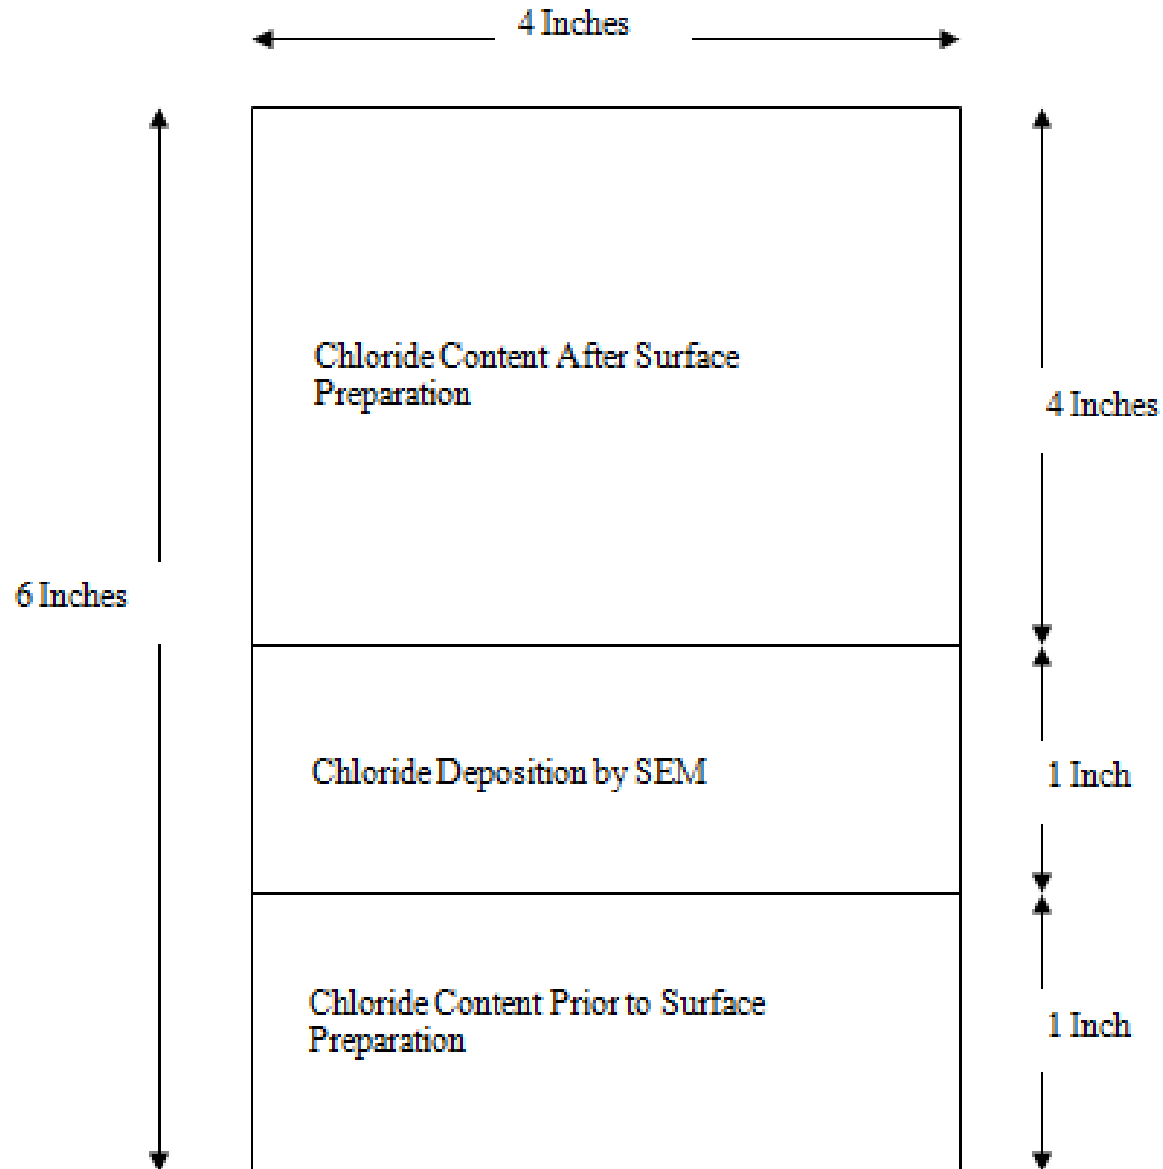 4 Inches
Chloride Content After Surface
Preparation
4 Inches
6 Inches
Chloride Deposition by SEM
1 Inch
Chloride Content Prior to Surface
Preparation
1 Inch